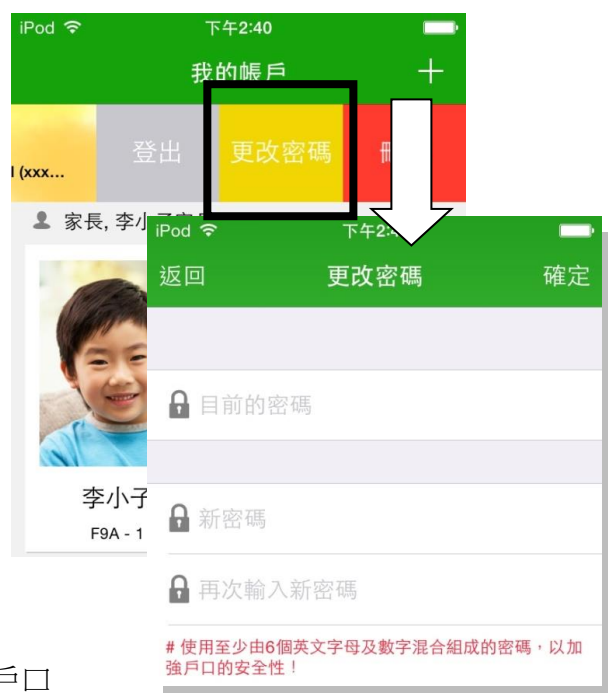 iPod 下午2:40
我的帳戶 +
l (xxx... 登出 更改密碼
家長, 李小
iPod
返回 更改密碼 確定
目前的密碼
李小子
F9A - 1
新密碼
再次輸入新密碼
# 使用至少由6個英文字母及數字混合組成的密碼,以加
強戶口的安全性!
戶口